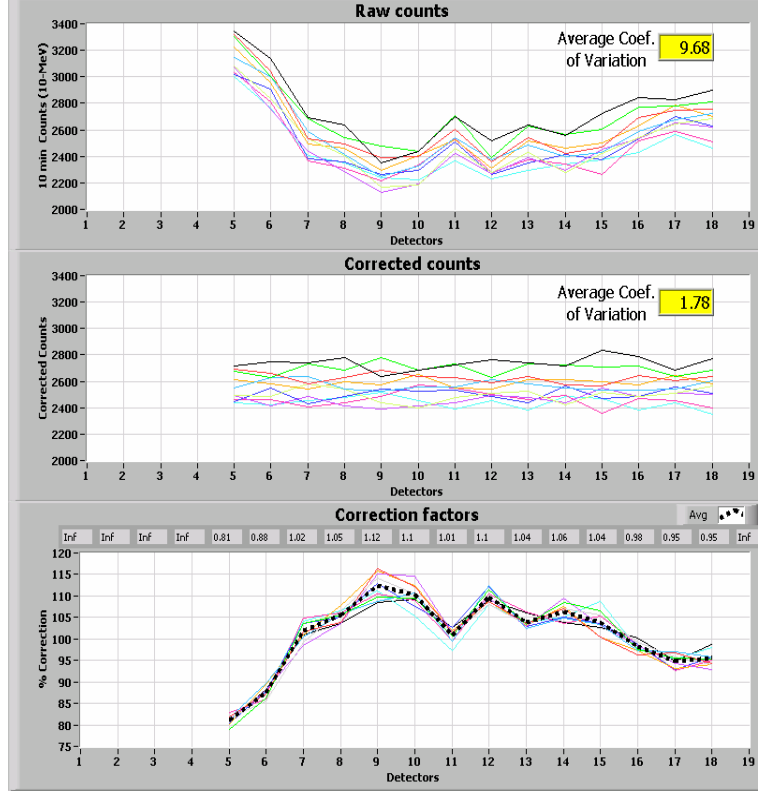 Raw counts
Average Coef.
of Variation
9.68
10 min Counts (10-MeV)
3400
3200
3000
2800
2600
2400
2200
2000
1 2 3 4 5 6 7 8 9 10 11 12 13 14 15 16 17 18 19
Detectors
Corrected counts
Average Coef.
of Variation
1.78
Corrected Counts
3400
3200
3000
2800
2600
2400
2200
2000
1 2 3 4 5 6 7 8 9 10 11 12 13 14 15 16 17 18 19
Detectors
Correction factors
Avg
Inf Inf Inf Inf 0.81 0.88 1.02 1.05 1.12 1.1 1.01 1.1 1.04 1.06 1.04 0.98 0.95 0.95 Inf
% Correction
120
115
110
105
100
95
90
85
80
75
1 2 3 4 5 6 7 8 9 10 11 12 13 14 15 16 17 18 19
Detectors